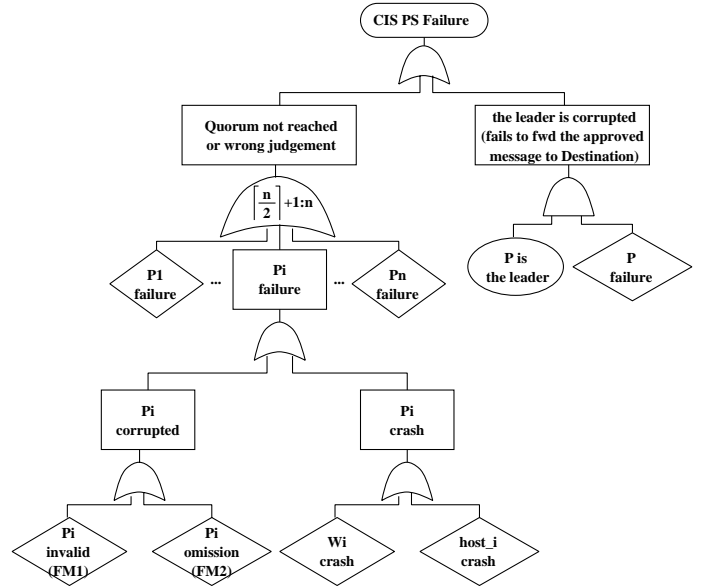 CIS PS Failure
Quorum not reached
or wrong judgement
the leader is corrupted
(fails to fwd the approved
message to Destination)
⌈n/2⌉+1:n
P1
failure
...
Pi
failure
...
Pn
failure
P is
the leader
P
failure
Pi
corrupted
Pi
crash
Pi
invalid
(FM1)
Pi
omission
(FM2)
Wi
crash
host_i
crash